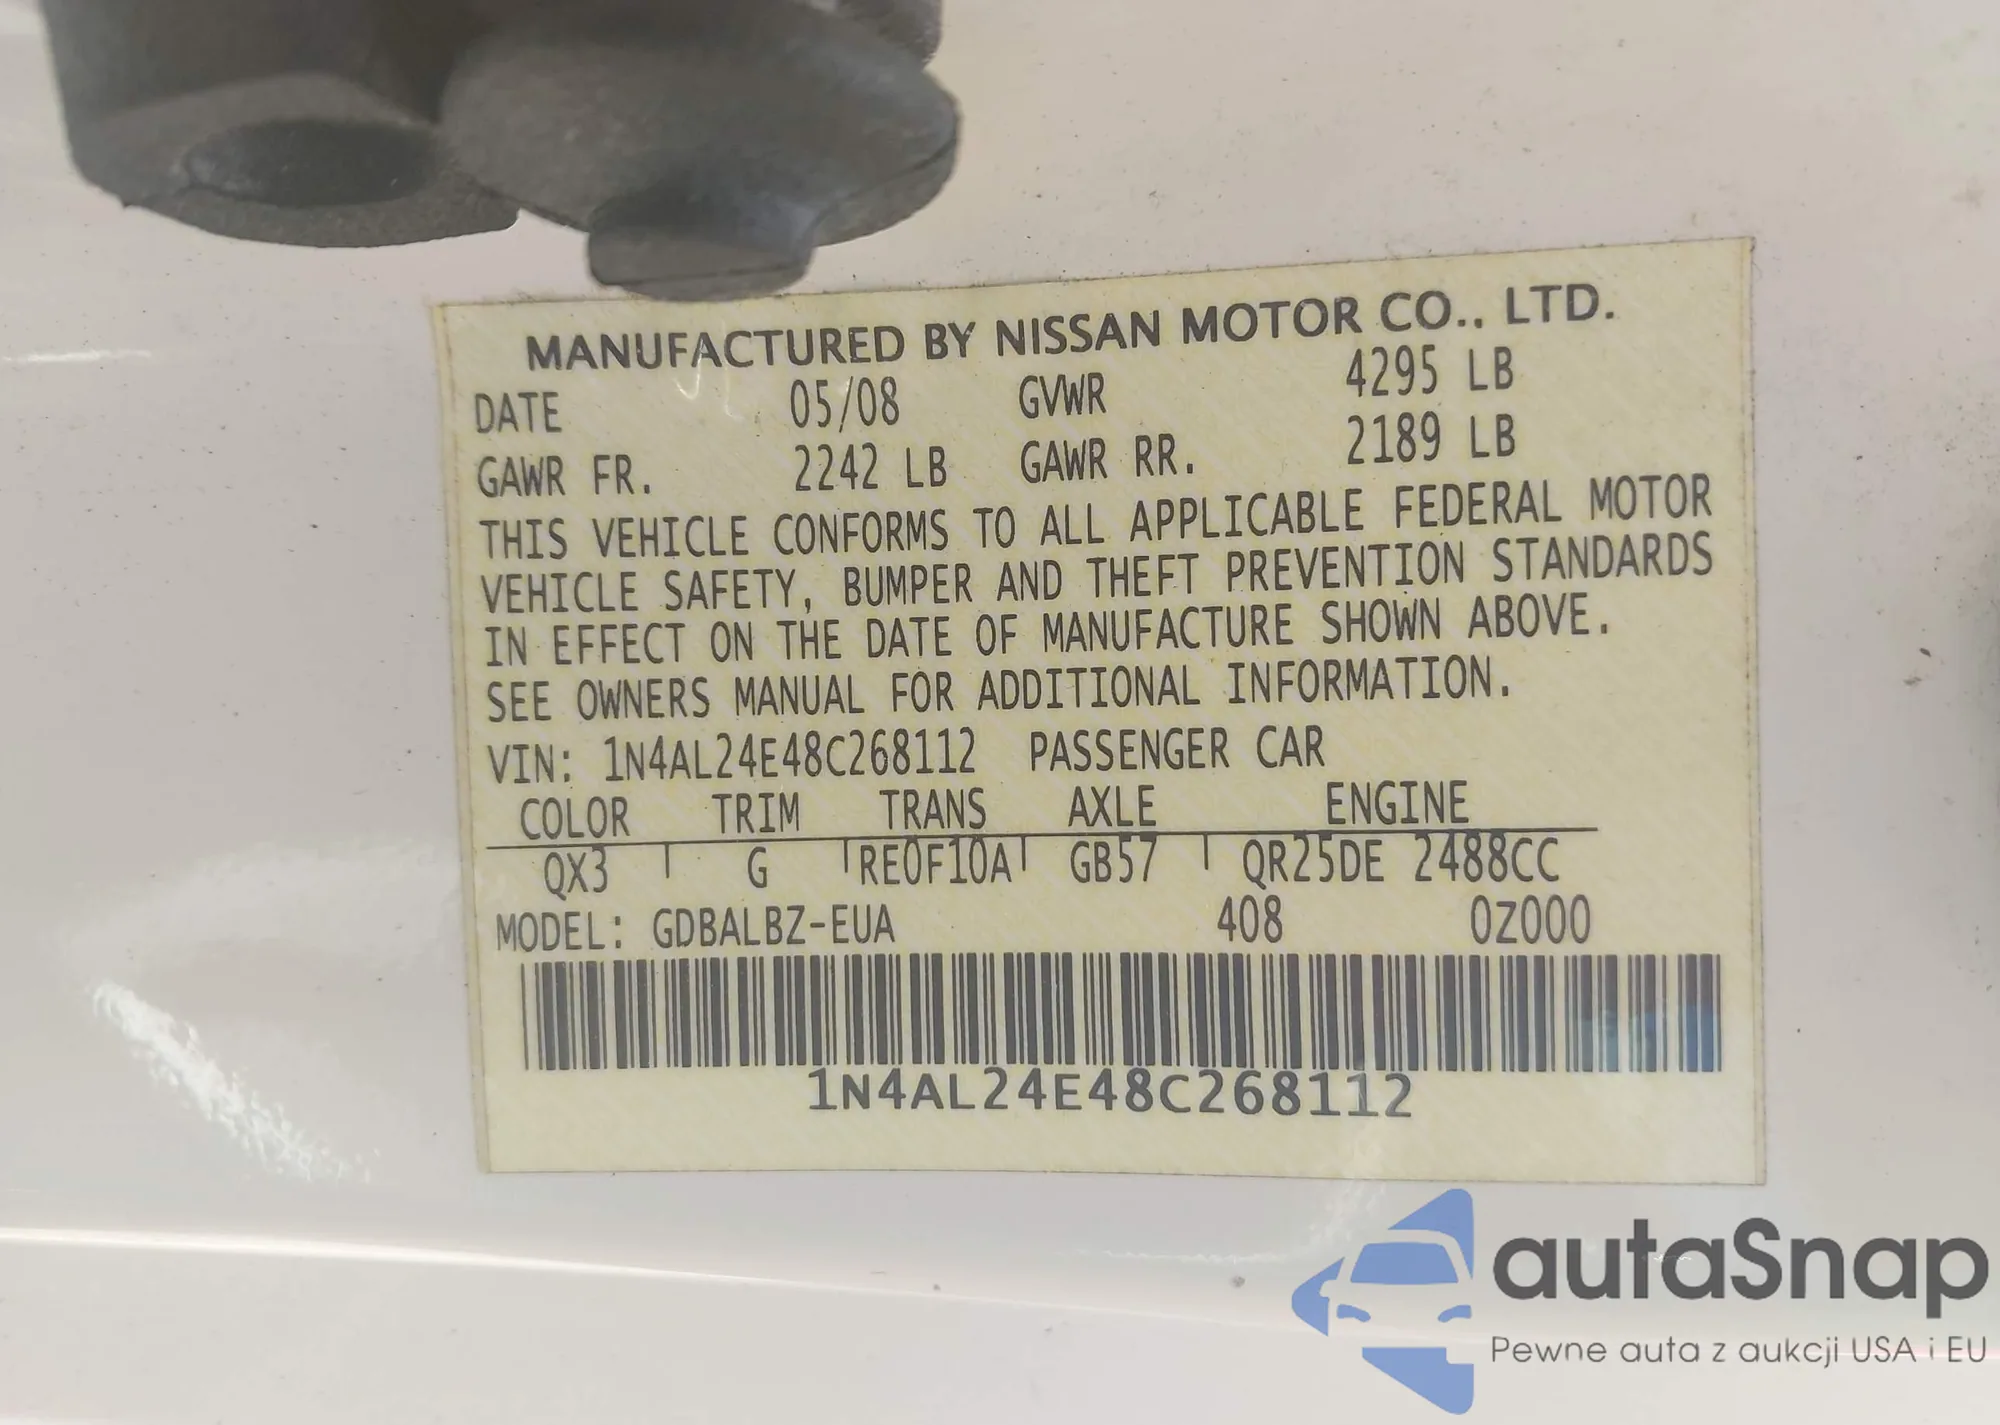 MANUFACTURED BY NISSAN MOTOR CO., LTD.
DATE 05/08 GVWR 4295 LB
GAWR FR. 2242 LB GAWR RR. 2189 LB
THIS VEHICLE CONFORMS TO ALL APPLICABLE FEDERAL MOTOR
VEHICLE SAFETY, BUMPER AND THEFT PREVENTION STANDARDS
IN EFFECT ON THE DATE OF MANUFACTURE SHOWN ABOVE.
SEE OWNERS MANUAL FOR ADDITIONAL INFORMATION.
VIN: 1N4AL24E48C268112 PASSENGER CAR
COLOR TRIM TRANS AXLE ENGINE
QX3 G RE0F10A GB57 QR25DE 2488CC
MODEL: GDBALBZ-EUA 408 0Z000
1N4AL24E48C268112
autaSnap
Pewne auta z aukcji USA i EU